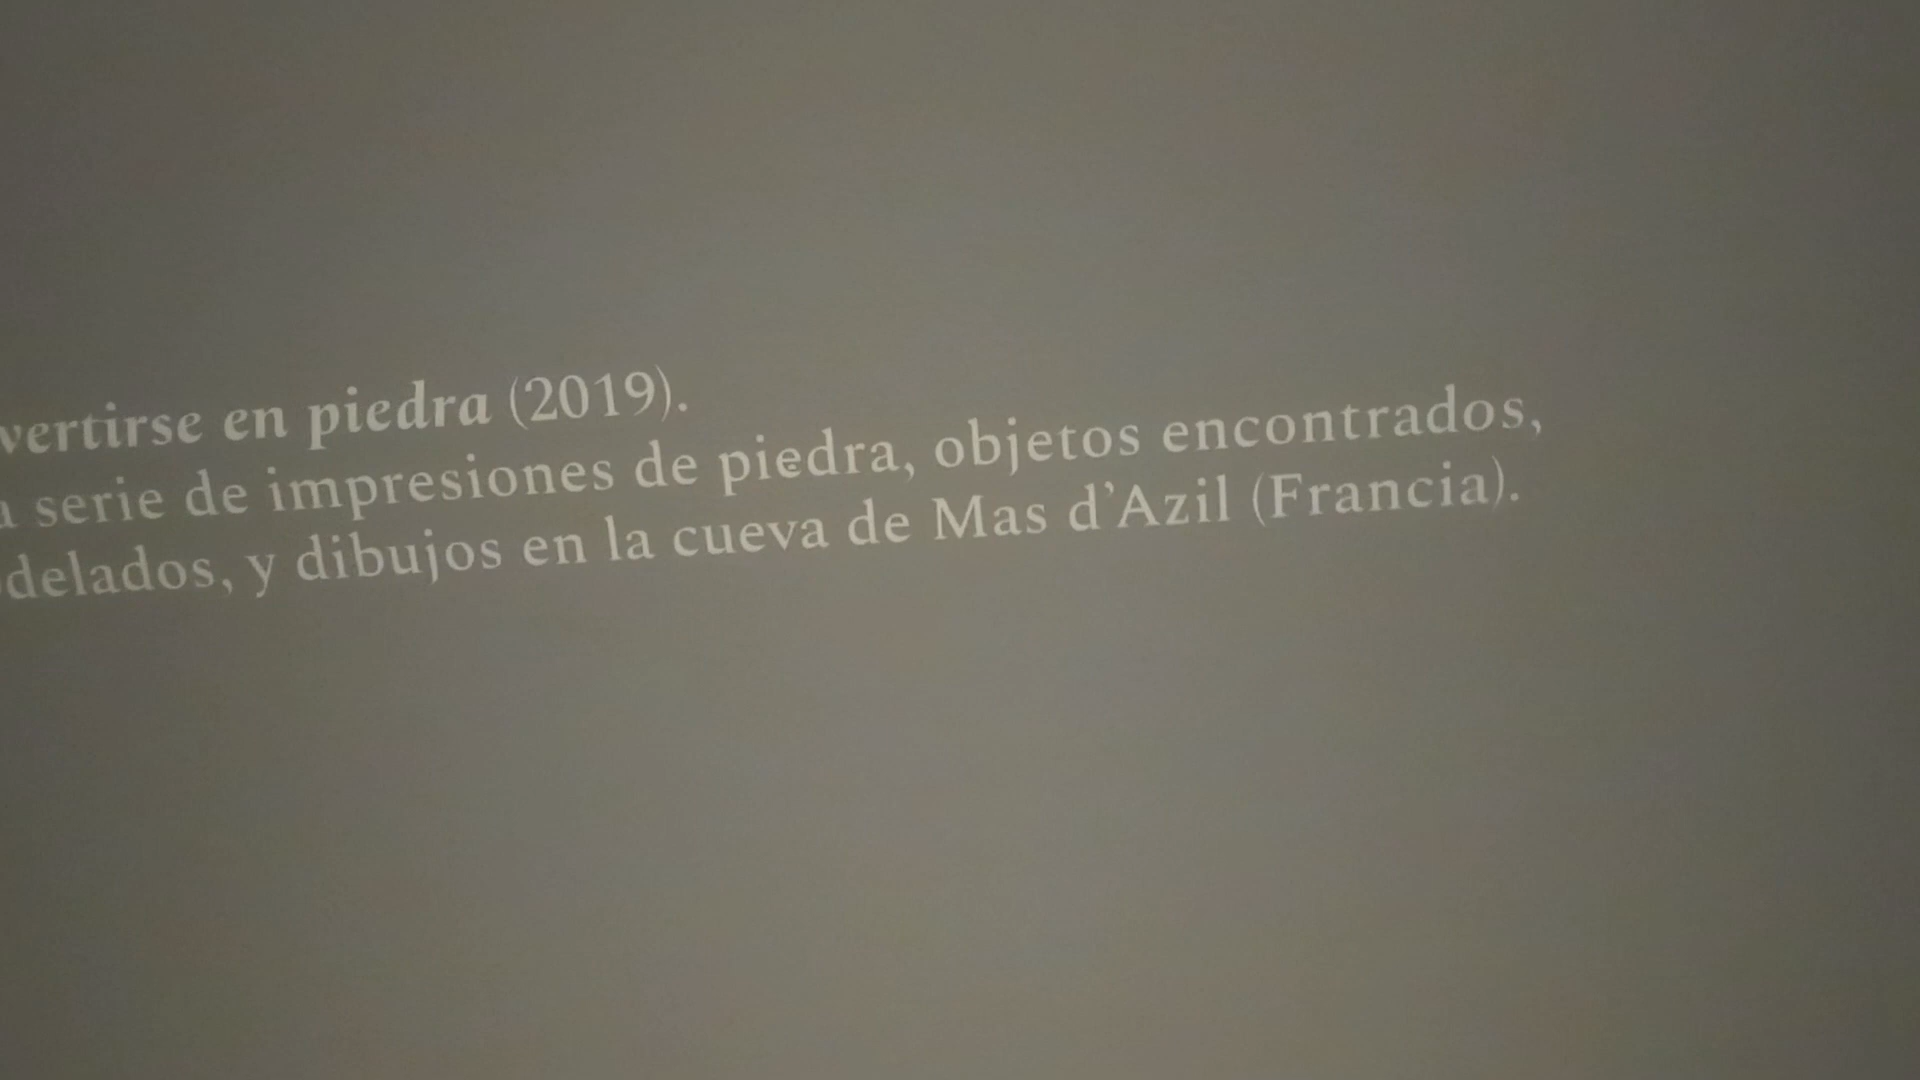 vertirse en piedra (2019).
a serie de impresiones de piedra, objetos encontrados,
delados, y dibujos en la cueva de Mas d’Azil (Francia).